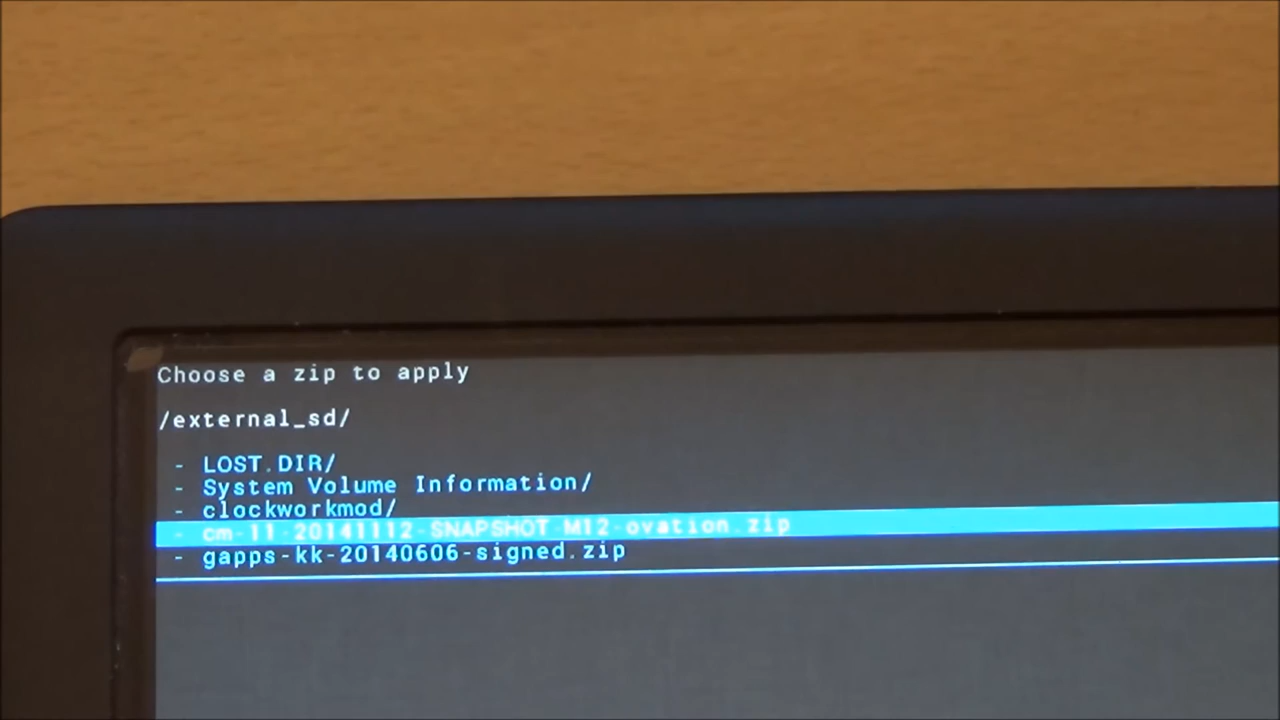 Choose a zip to apply
/external_sd/
- LOST.DIR/
- System Volume Information/
- clockworkmod/
- cm-11-20141112-SNAPSHOT-M12-ovation.zip
- gapps-kk-20140606-signed.zip